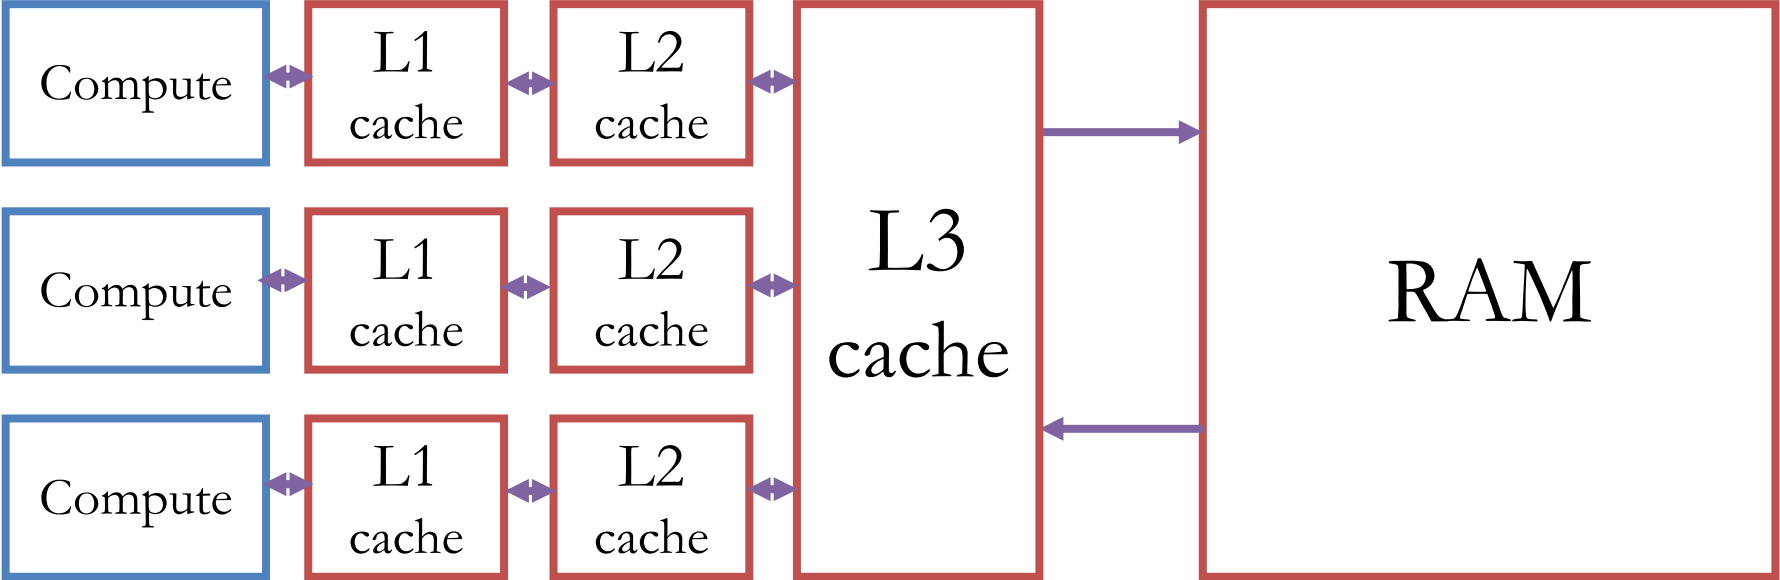 Compute
L1
cache
L2
cache
Compute
L1
cache
L2
cache
Compute
L1
cache
L2
cache
L3
cache
RAM